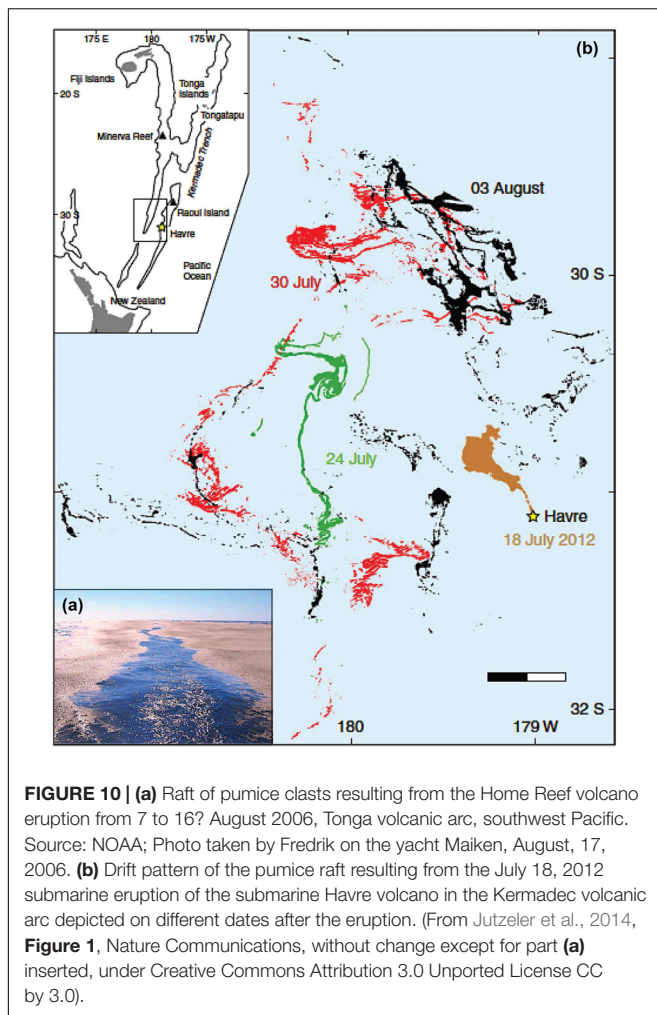 175 E 180 175 W
(b)
Fiji Islands
Tonga
Islands
20 S
Tongatapu
Minerva Reef
Kermadec Trench
Raoul Island
30 S
Havre
Pacific
Ocean
New Zealand
03 August
30 S
30 July
24 July
Havre
18 July 2012
(a)
32 S
180 179 W
FIGURE 10 | (a) Raft of pumice clasts resulting from the Home Reef volcano
eruption from 7 to 16? August 2006, Tonga volcanic arc, southwest Pacific.
Source: NOAA; Photo taken by Fredrik on the yacht Maiken, August, 17,
2006. (b) Drift pattern of the pumice raft resulting from the July 18, 2012
submarine eruption of the submarine Havre volcano in the Kermadec volcanic
arc depicted on different dates after the eruption. (From Jutzeler et al., 2014,
Figure 1, Nature Communications, without change except for part (a)
inserted, under Creative Commons Attribution 3.0 Unported License CC
by 3.0).